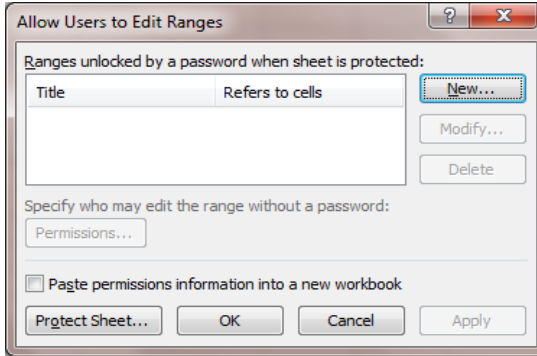 Allow Users to Edit Ranges
Ranges unlocked by a password when sheet is protected:
Title Refers to cells
New...
Modify...
Delete
Specify who may edit the range without a password:
Permissions...
Paste permissions information into a new workbook
Protect Sheet... OK Cancel Apply